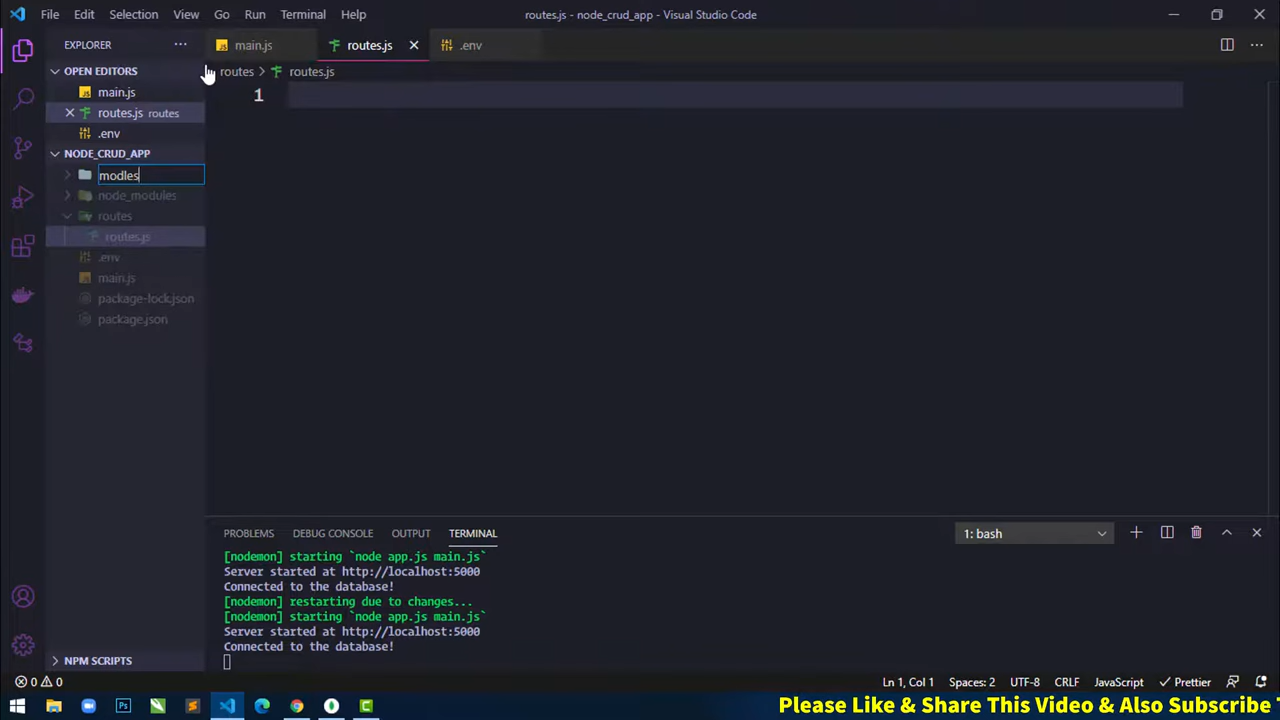 File Edit Selection View Go Run Terminal Help
routes.js - node_crud_app - Visual Studio Code
EXPLORER
main.js
routes.js
.env
OPEN EDITORS
main.js
routes.js routes
.env
routes > routes.js
1
NODE_CRUD_APP
modles
node_modules
routes
routes.js
.env
main.js
package-lock.json
package.json
NPM SCRIPTS
PROBLEMS DEBUG CONSOLE OUTPUT TERMINAL
1: bash
[nodemon] starting `node app.js main.js`
Server started at http://localhost:5000
Connected to the database!
[nodemon] restarting due to changes...
[nodemon] starting `node app.js main.js`
Server started at http://localhost:5000
Connected to the database!
0 0
Ln 1, Col 1 Spaces: 2 UTF-8 CRLF JavaScript Prettier
Ps
Please Like & Share This Video & Also Subscribe